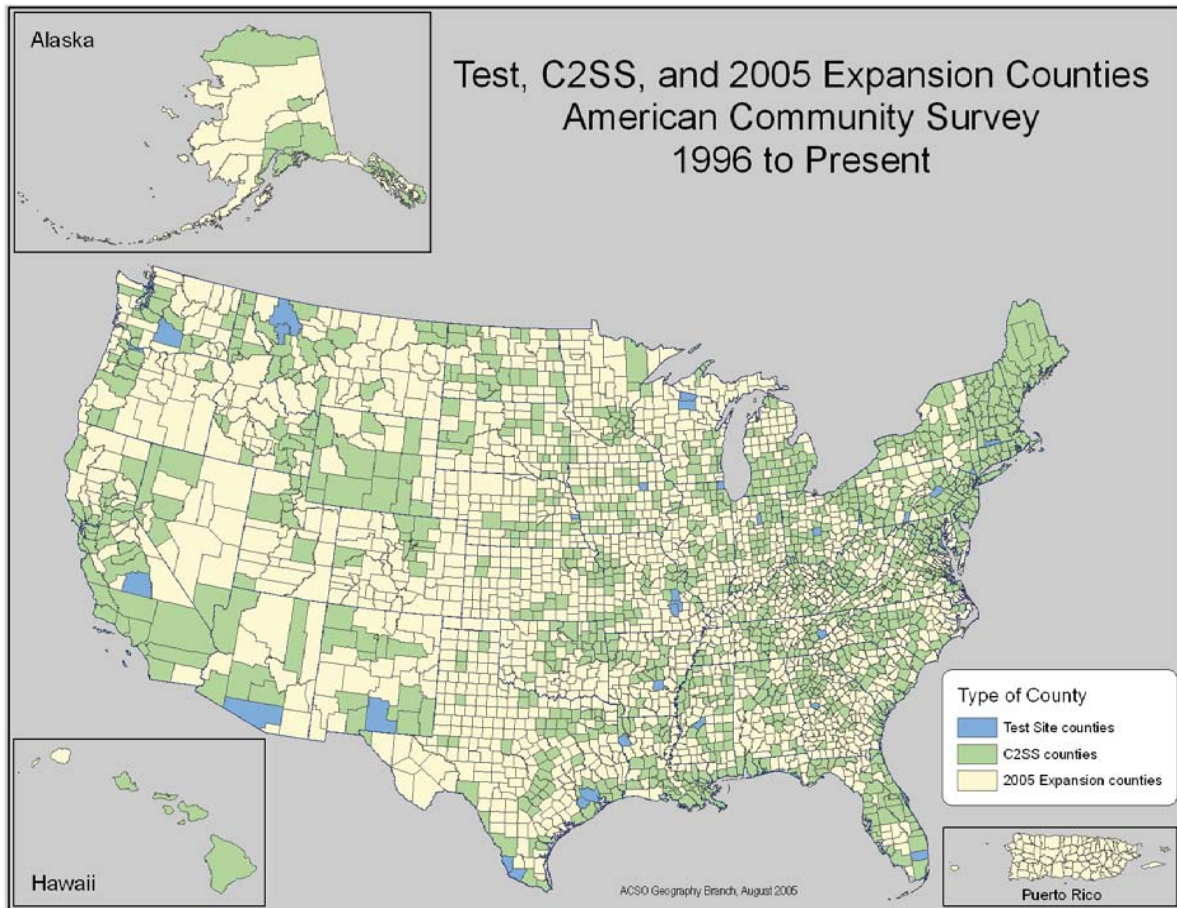 Alaska
Test, C2SS, and 2005 Expansion Counties
American Community Survey
1996 to Present
Type of County
Test Site counties
C2SS counties
2005 Expansion counties
Hawaii
ACSO Geography Branch, August 2005
Puerto Rico